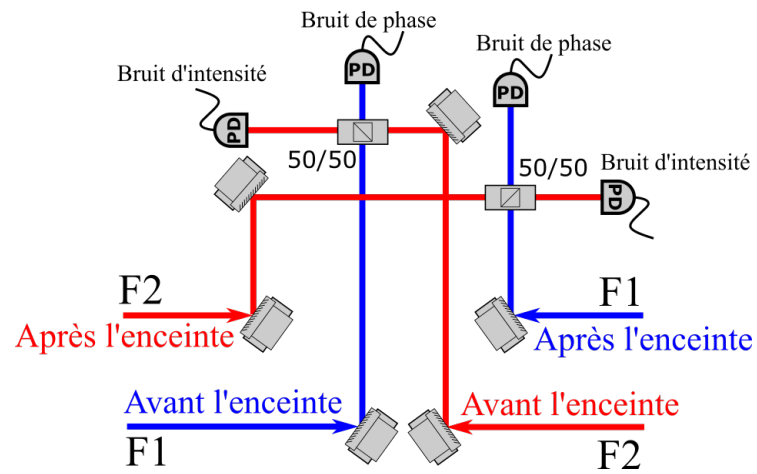 Bruit de phase
Bruit de phase
Bruit d'intensité
PD
PD
PD
50/50
50/50
Bruit d'intensité
PD
F2
F1
Après l'enceinte
Après l'enceinte
Avant l'enceinte
Avant l'enceinte
F1
F2